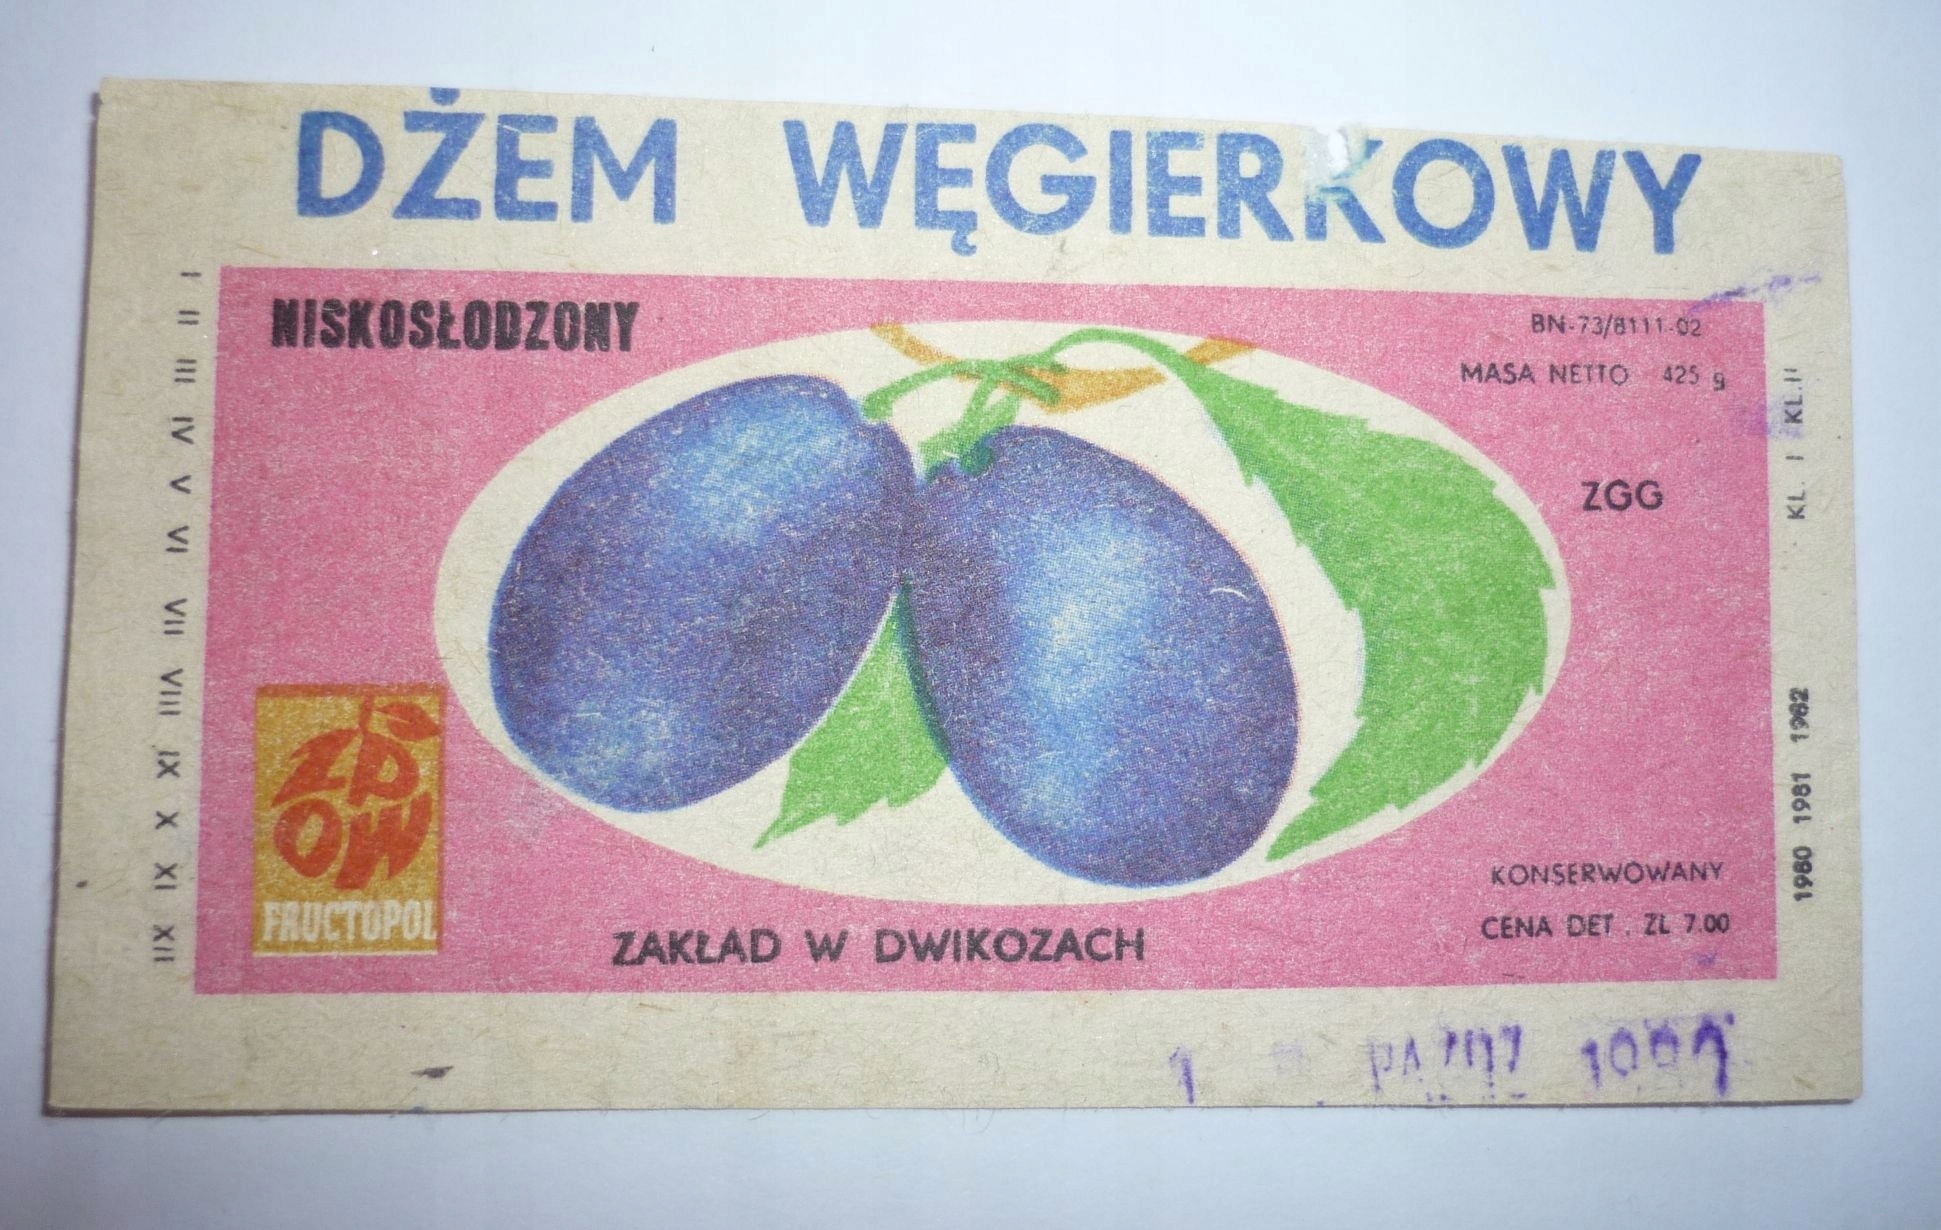 DŻEM WĘGIERKOWY
NISKOSŁODZONY
BN-73/8111-02
MASA NETTO 425 g
ZGG
I II III IV V VI VII VIII IX X XI XII
KL. I KL.II
1980 1981 1982
ZPOW
FRUCTOPOL
ZAKŁAD W DWIKOZACH
KONSERWOWANY
CENA DET. ZŁ 7.00